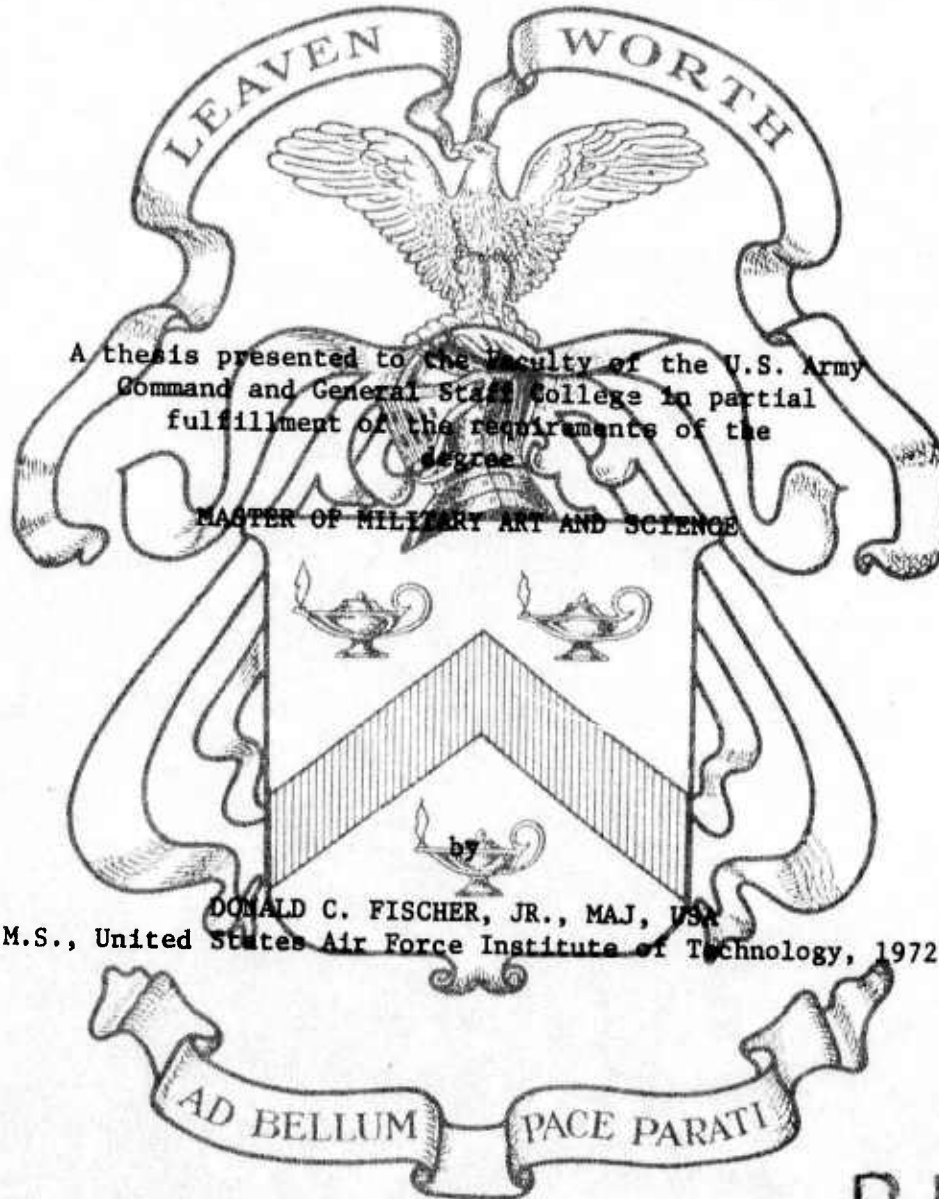 LEAVEN WORTH
A thesis presented to the Faculty of the U.S. Army
Command and General Staff College in partial
fulfillment of the requirements of the
degree
MASTER OF MILITARY ART AND SCIENCE
by
DONALD C. FISCHER, JR., MAJ, USA
M.S., United States Air Force Institute of Technology, 1972
AD BELLUM PACE PARATI